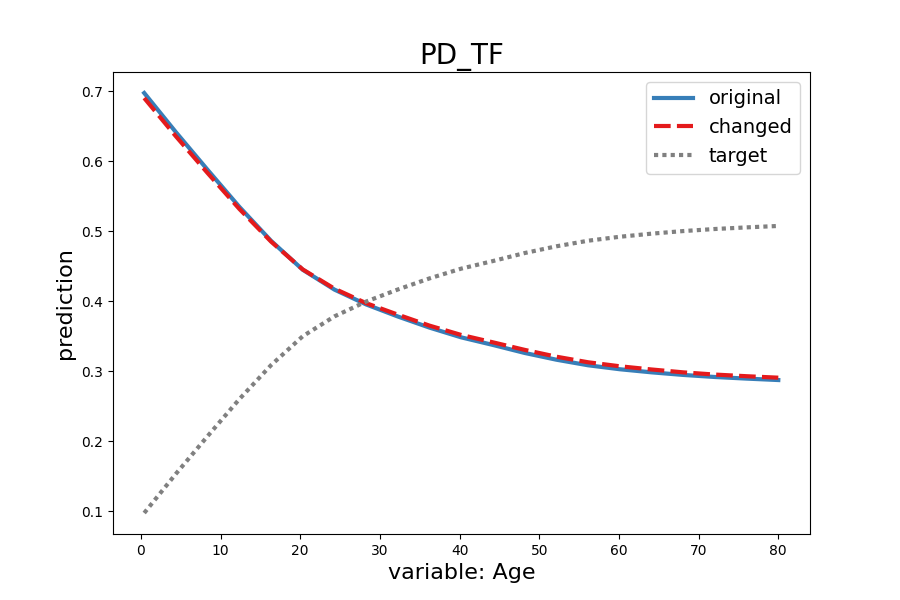 PD_TF
original
changed
target
prediction
0.7
0.6
0.5
0.4
0.3
0.2
0.1
0 10 20 30 40 50 60 70 80
variable: Age